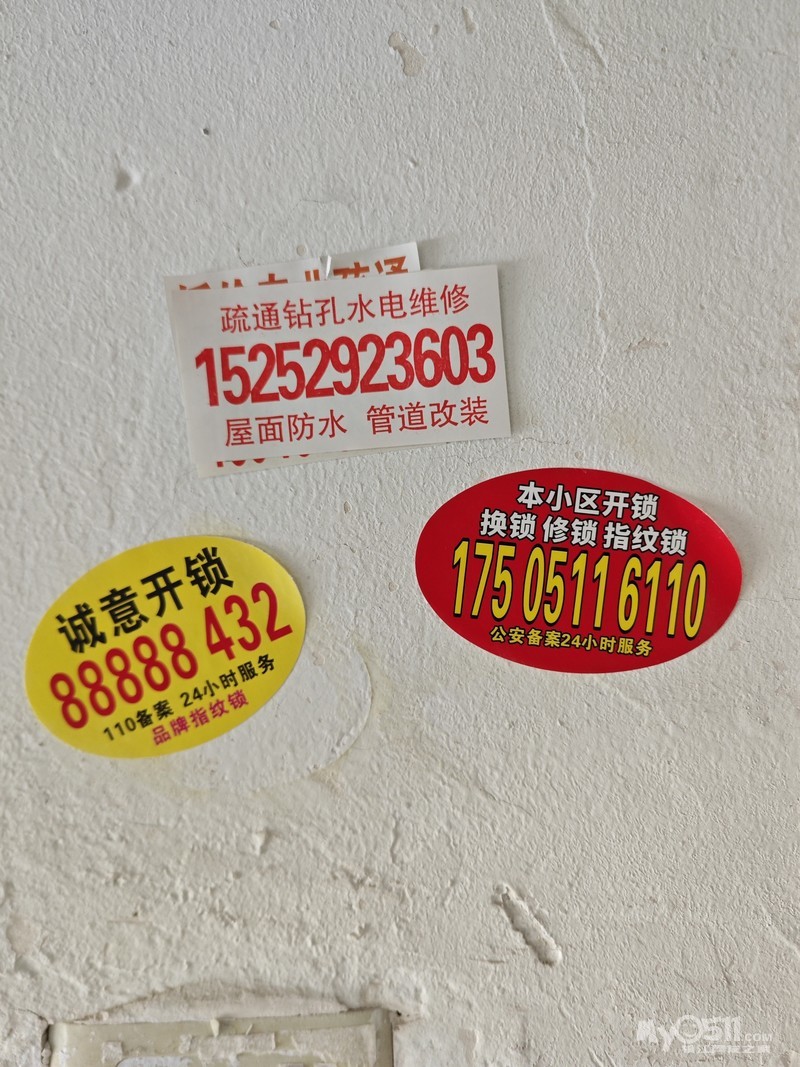 疏通钻孔水电维修
15252923603
屋面防水 管道改装
本小区开锁
换锁 修锁 指纹锁
175 0511 6110
公安备案24小时服务
诚意开锁
88888 432
110备案 24小时服务
品牌指纹锁
my0511.COM